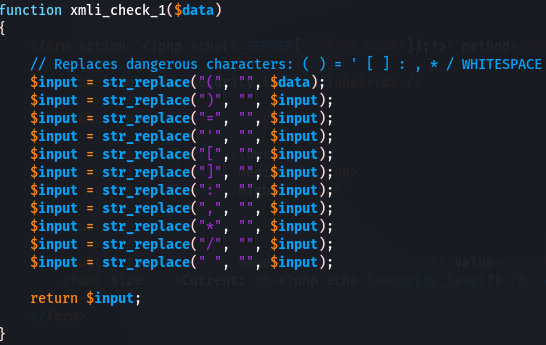 function xmli_check_1($data)
{
    // Replaces dangerous characters: ( ) = ' [ ] : , * / WHITESPACE
    $input = str_replace("(", "", $data);
    $input = str_replace(")", "", $input);
    $input = str_replace("=", "", $input);
    $input = str_replace("'", "", $input);
    $input = str_replace("[", "", $input);
    $input = str_replace("]", "", $input);
    $input = str_replace(":", "", $input);
    $input = str_replace(",", "", $input);
    $input = str_replace("*", "", $input);
    $input = str_replace("/", "", $input);
    $input = str_replace(" ", "", $input);
    return $input;
}